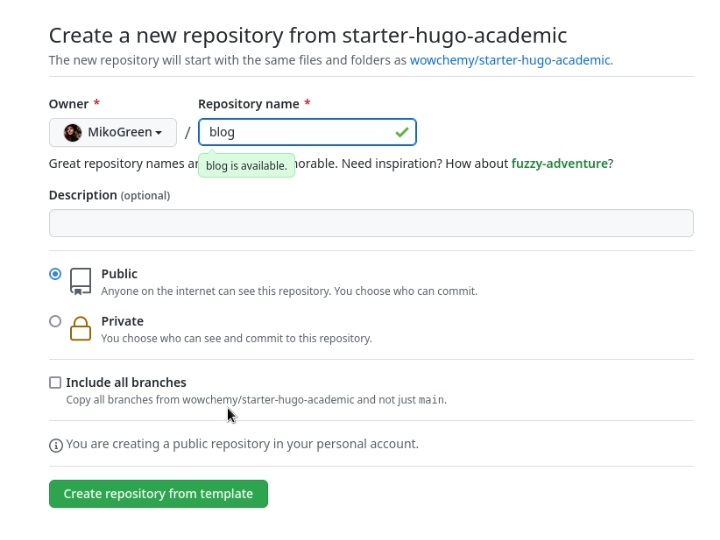 Create a new repository from starter-hugo-academic
The new repository will start with the same files and folders as wowchemy/starter-hugo-academic.
Owner * Repository name *
MikoGreen / blog
Great repository names Need inspiration? How about fuzzy-adventure?
blog is available.
Description (optional)
Public
Anyone on the internet can see this repository. You choose who can commit.
Private
You choose who can see and commit to this repository.
Include all branches
Copy all branches from wowchemy/starter-hugo-academic and not just main.
You are creating a public repository in your personal account.
Create repository from template